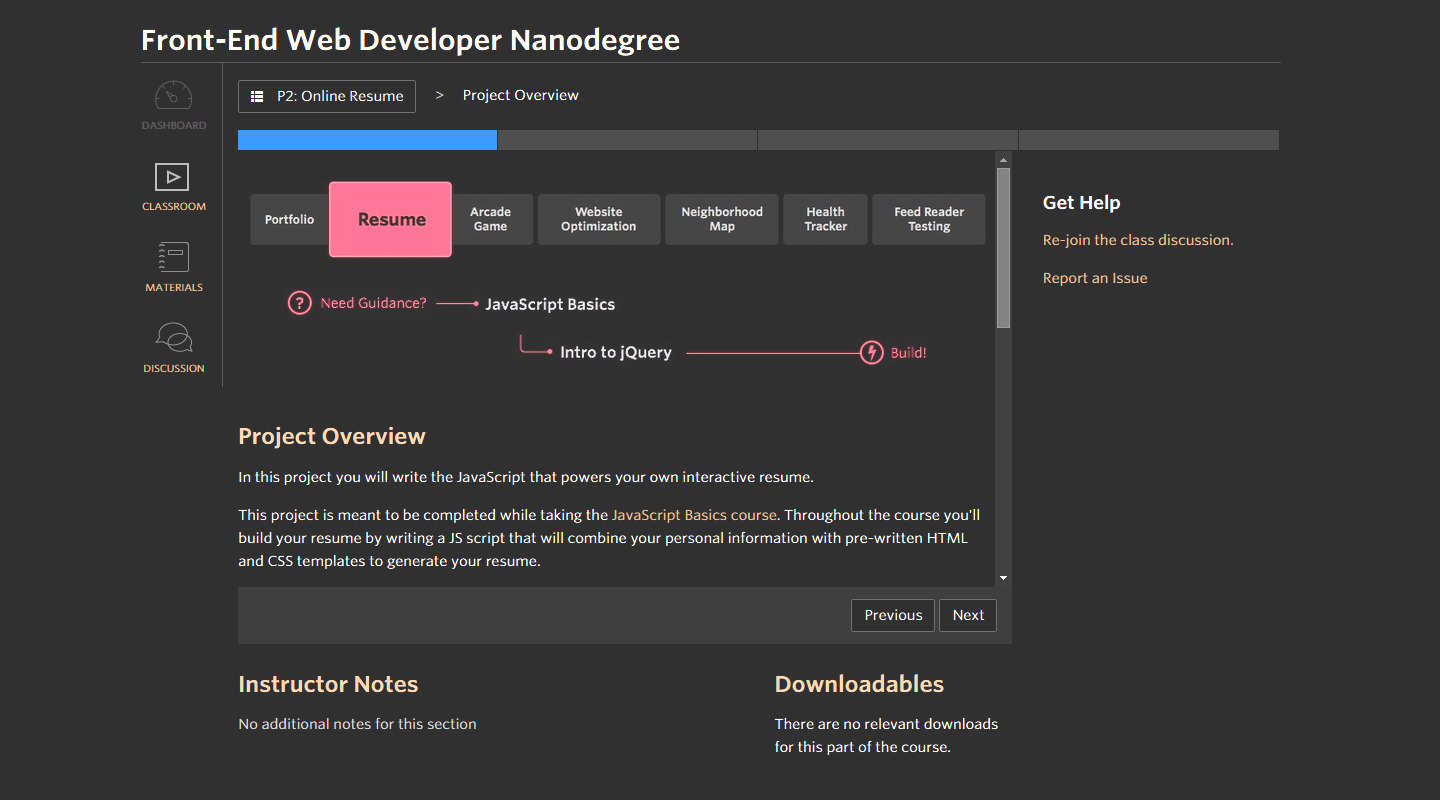 Front-End Web Developer Nanodegree
DASHBOARD
CLASSROOM
MATERIALS
DISCUSSION
P2: Online Resume > Project Overview
Portfolio
Resume
Arcade
Game
Website
Optimization
Neighborhood
Map
Health
Tracker
Feed Reader
Testing
? Need Guidance?
JavaScript Basics
Intro to jQuery
Build!
Project Overview
In this project you will write the JavaScript that powers your own interactive resume.
This project is meant to be completed while taking the JavaScript Basics course. Throughout the course you'll
build your resume by writing a JS script that will combine your personal information with pre-written HTML
and CSS templates to generate your resume.
Previous
Next
Get Help
Re-join the class discussion.
Report an Issue
Instructor Notes
No additional notes for this section
Downloadables
There are no relevant downloads
for this part of the course.